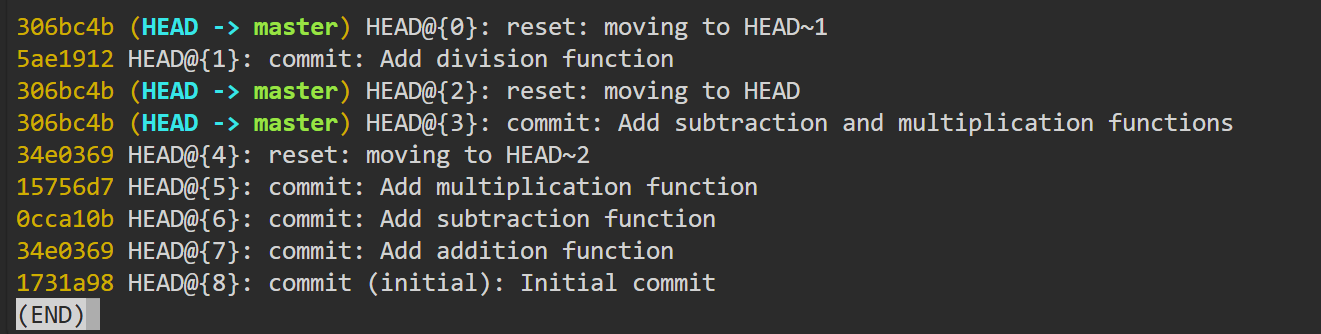 306bc4b (HEAD -> master) HEAD@{0}: reset: moving to HEAD~1
5ae1912 HEAD@{1}: commit: Add division function
306bc4b (HEAD -> master) HEAD@{2}: reset: moving to HEAD
306bc4b (HEAD -> master) HEAD@{3}: commit: Add subtraction and multiplication functions
34e0369 HEAD@{4}: reset: moving to HEAD~2
15756d7 HEAD@{5}: commit: Add multiplication function
0cca10b HEAD@{6}: commit: Add subtraction function
34e0369 HEAD@{7}: commit: Add addition function
1731a98 HEAD@{8}: commit (initial): Initial commit
(END)